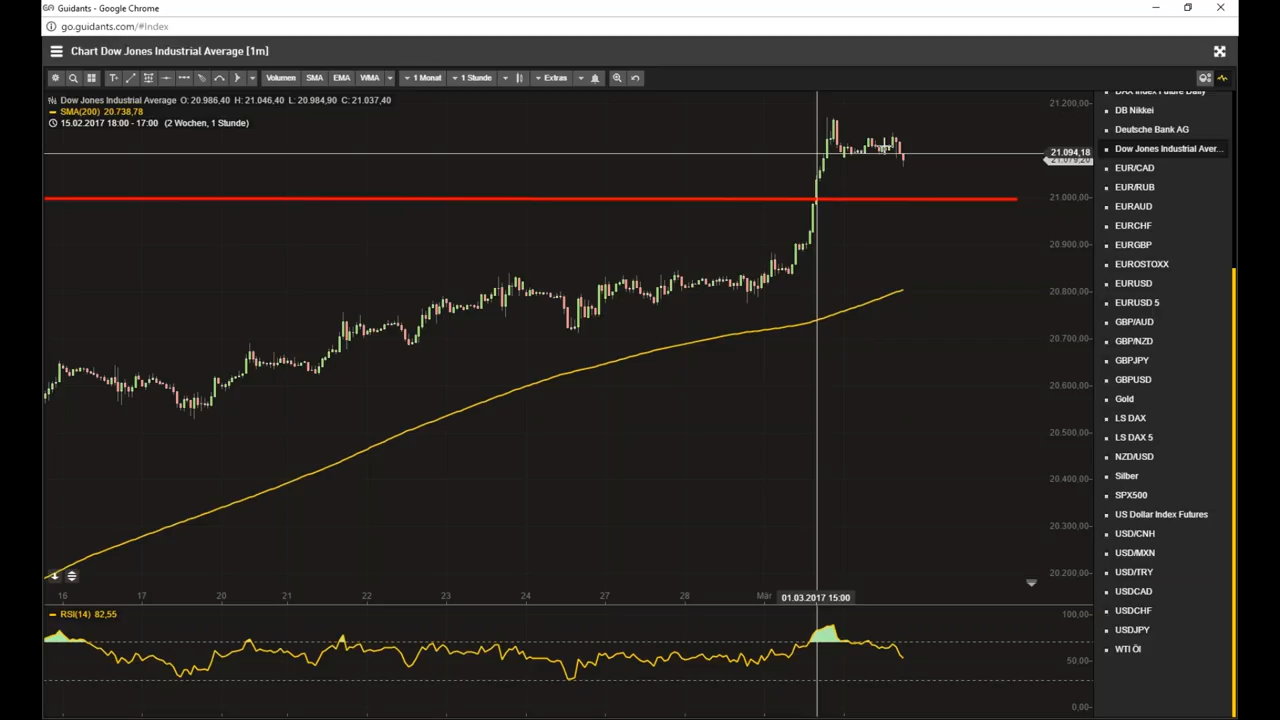 Guidants - Google Chrome
go.guidants.com/#Index
Chart Dow Jones Industrial Average [1m]
T+ Volumen SMA EMA WMA 1 Monat 1 Stunde Extras
Dow Jones Industrial Average O: 20.986,40 H: 21.046,40 L: 20.984,90 C: 21.037,40
SMA(200) 20.738,78
15.02.2017 18:00 - 17:00 (2 Wochen, 1 Stunde)
21.200,00
21.094,18
21.079,20
21.000,00
20.900,00
20.800,00
20.700,00
20.600,00
20.500,00
20.400,00
20.300,00
20.200,00
16 17 20 21 22 23 24 27 28 Mär 01.03.2017 15:00
RSI(14) 82,55
100,00
50,00
0,00
DAX Index Future Daily
DB Nikkei
Deutsche Bank AG
Dow Jones Industrial Aver...
EUR/CAD
EUR/RUB
EURAUD
EURCHF
EURGBP
EUROSTOXX
EURUSD
EURUSD 5
GBP/AUD
GBP/NZD
GBPJPY
GBPUSD
Gold
LS DAX
LS DAX 5
NZD/USD
Silber
SPX500
US Dollar Index Futures
USD/CNH
USD/MXN
USD/TRY
USDCAD
USDCHF
USDJPY
WTI Öl